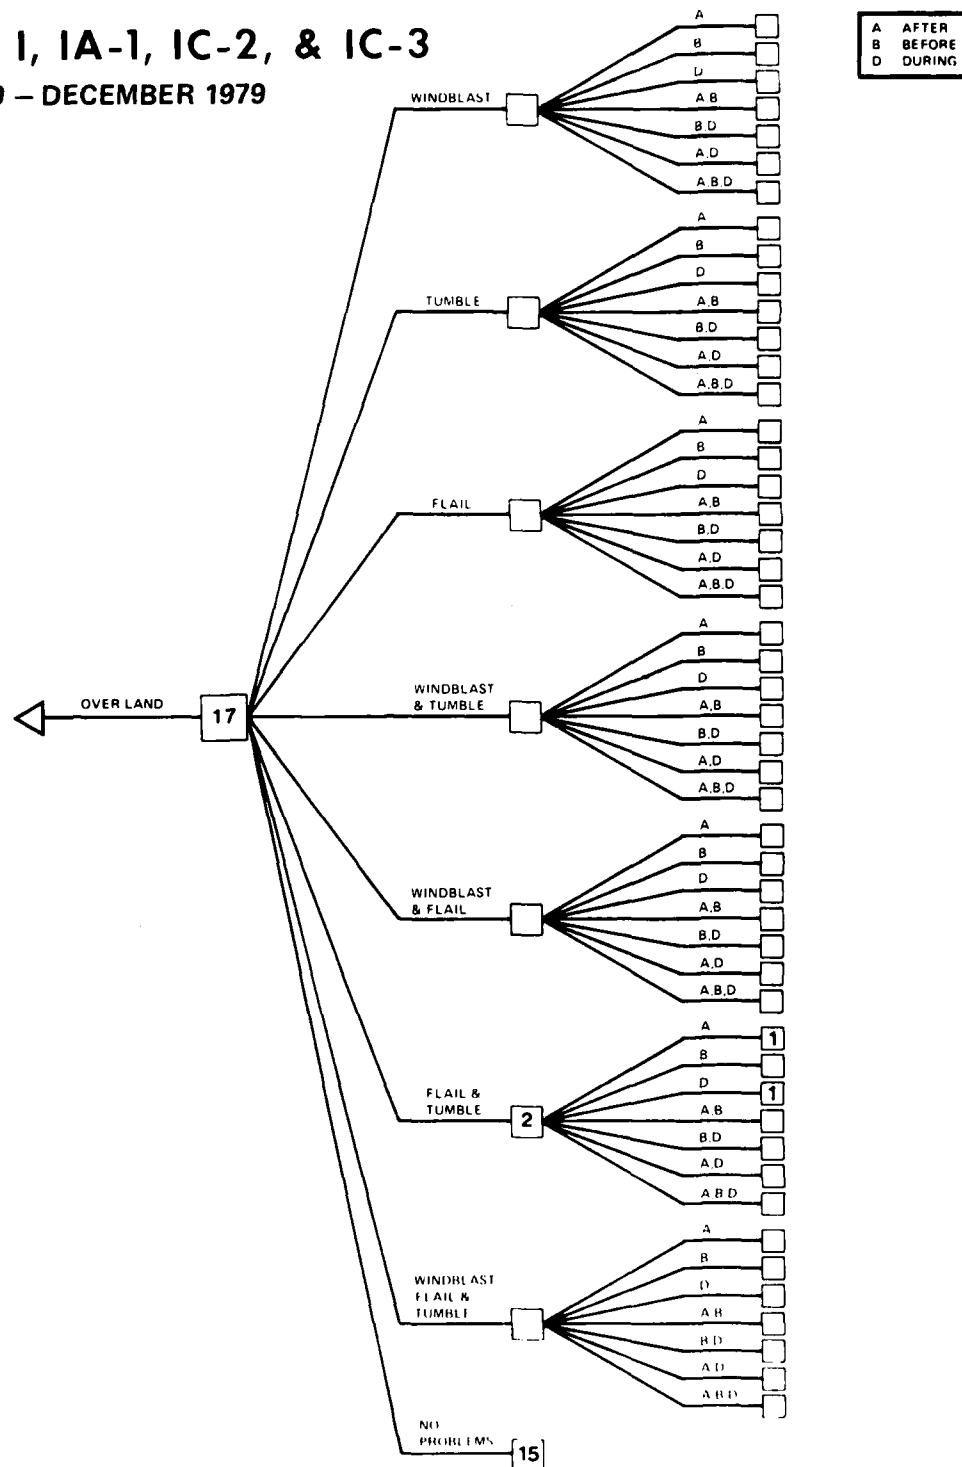 I, IA-1, IC-2, & IC-3
– DECEMBER 1979
A AFTER
B BEFORE
D DURING
WINDBLAST
A
B
D
A,B
B,D
A,D
A,B,D
TUMBLE
A
B
D
A,B
B,D
A,D
A,B,D
FLAIL
A
B
D
A,B
B,D
A,D
A,B,D
OVER LAND
17
WINDBLAST
& TUMBLE
A
B
D
A,B
B,D
A,D
A,B,D
WINDBLAST
& FLAIL
A
B
D
A,B
B,D
A,D
A,B,D
FLAIL &
TUMBLE
2
A 1
B
D 1
A,B
B,D
A,D
A,B,D
WINDBLAST
FLAIL &
TUMBLE
A
B
D
A,B
B,D
A,D
A,B,D
NO
PROBLEMS
15